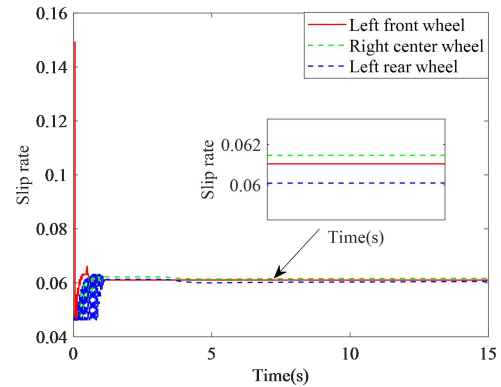 0.16
0.14
0.12
0.1
0.08
0.06
0.04
Slip rate
Left front wheel
Right center wheel
Left rear wheel
0.062
0.06
Slip rate
Time(s)
0
5
10
15
Time(s)